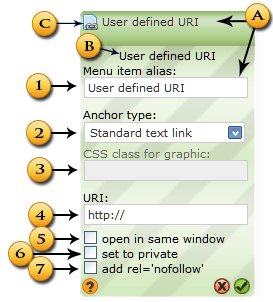 C
User defined URI
A
B
User defined URI
Menu item alias:
1
User defined URI
Anchor type:
2
Standard text link
CSS class for graphic:
3
URI:
4
http://
5
open in same window
6
set to private
7
add rel='nofollow'
?